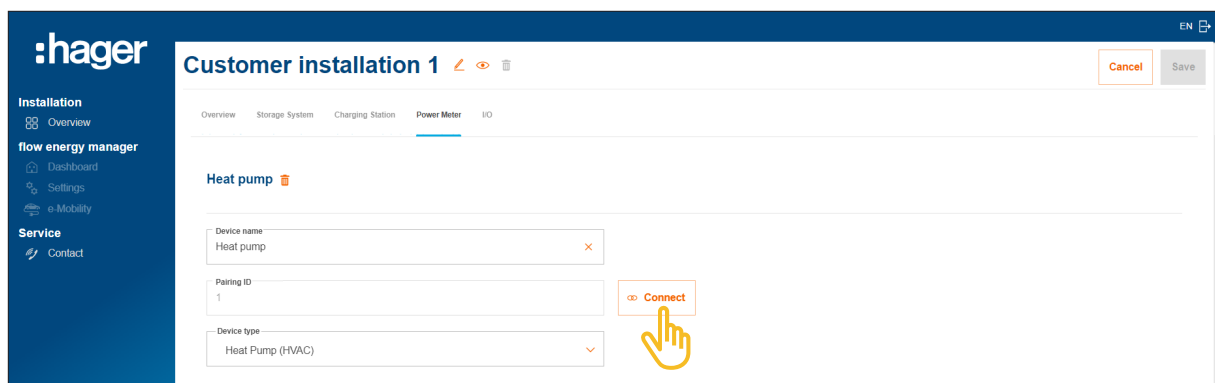 EN
:hager
Customer installation 1
Cancel
Save
Installation
Overview
flow energy manager
Dashboard
Settings
e-Mobility
Service
Contact
Overview Storage System Charging Station Power Meter I/O
Heat pump
Device name
Heat pump
Pairing ID
1
Connect
Device type
Heat Pump (HVAC)